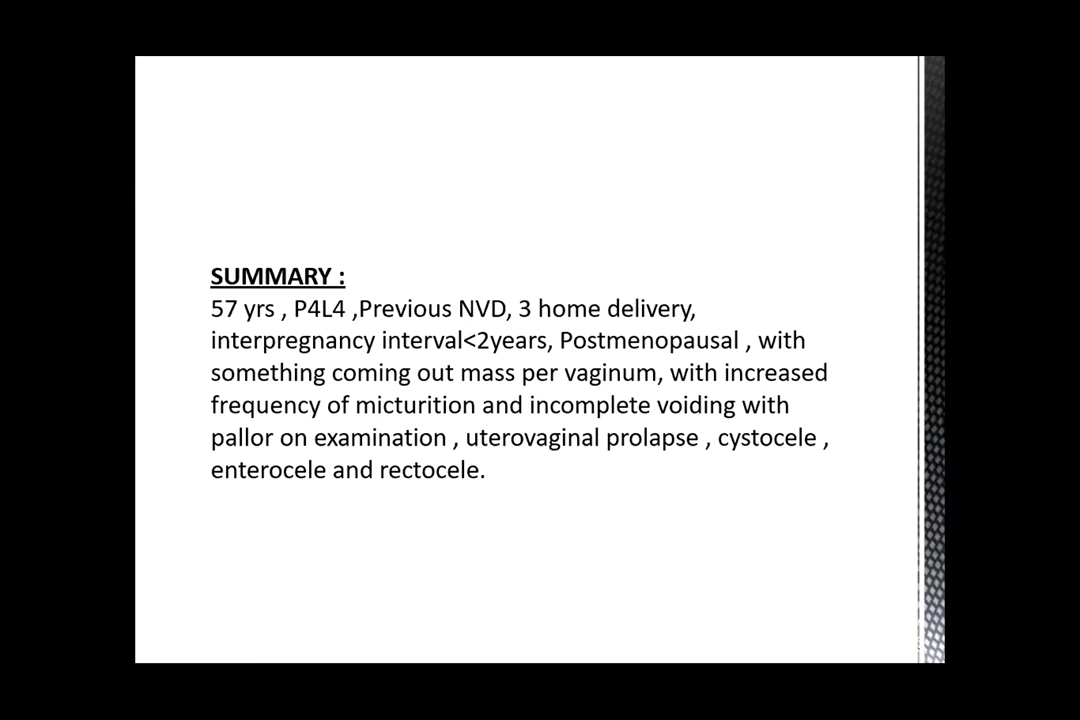 SUMMARY :
57 yrs , P4L4 ,Previous NVD, 3 home delivery,
interpregnancy interval<2years, Postmenopausal , with
something coming out mass per vaginum, with increased
frequency of micturition and incomplete voiding with
pallor on examination , uterovaginal prolapse , cystocele ,
enterocele and rectocele.